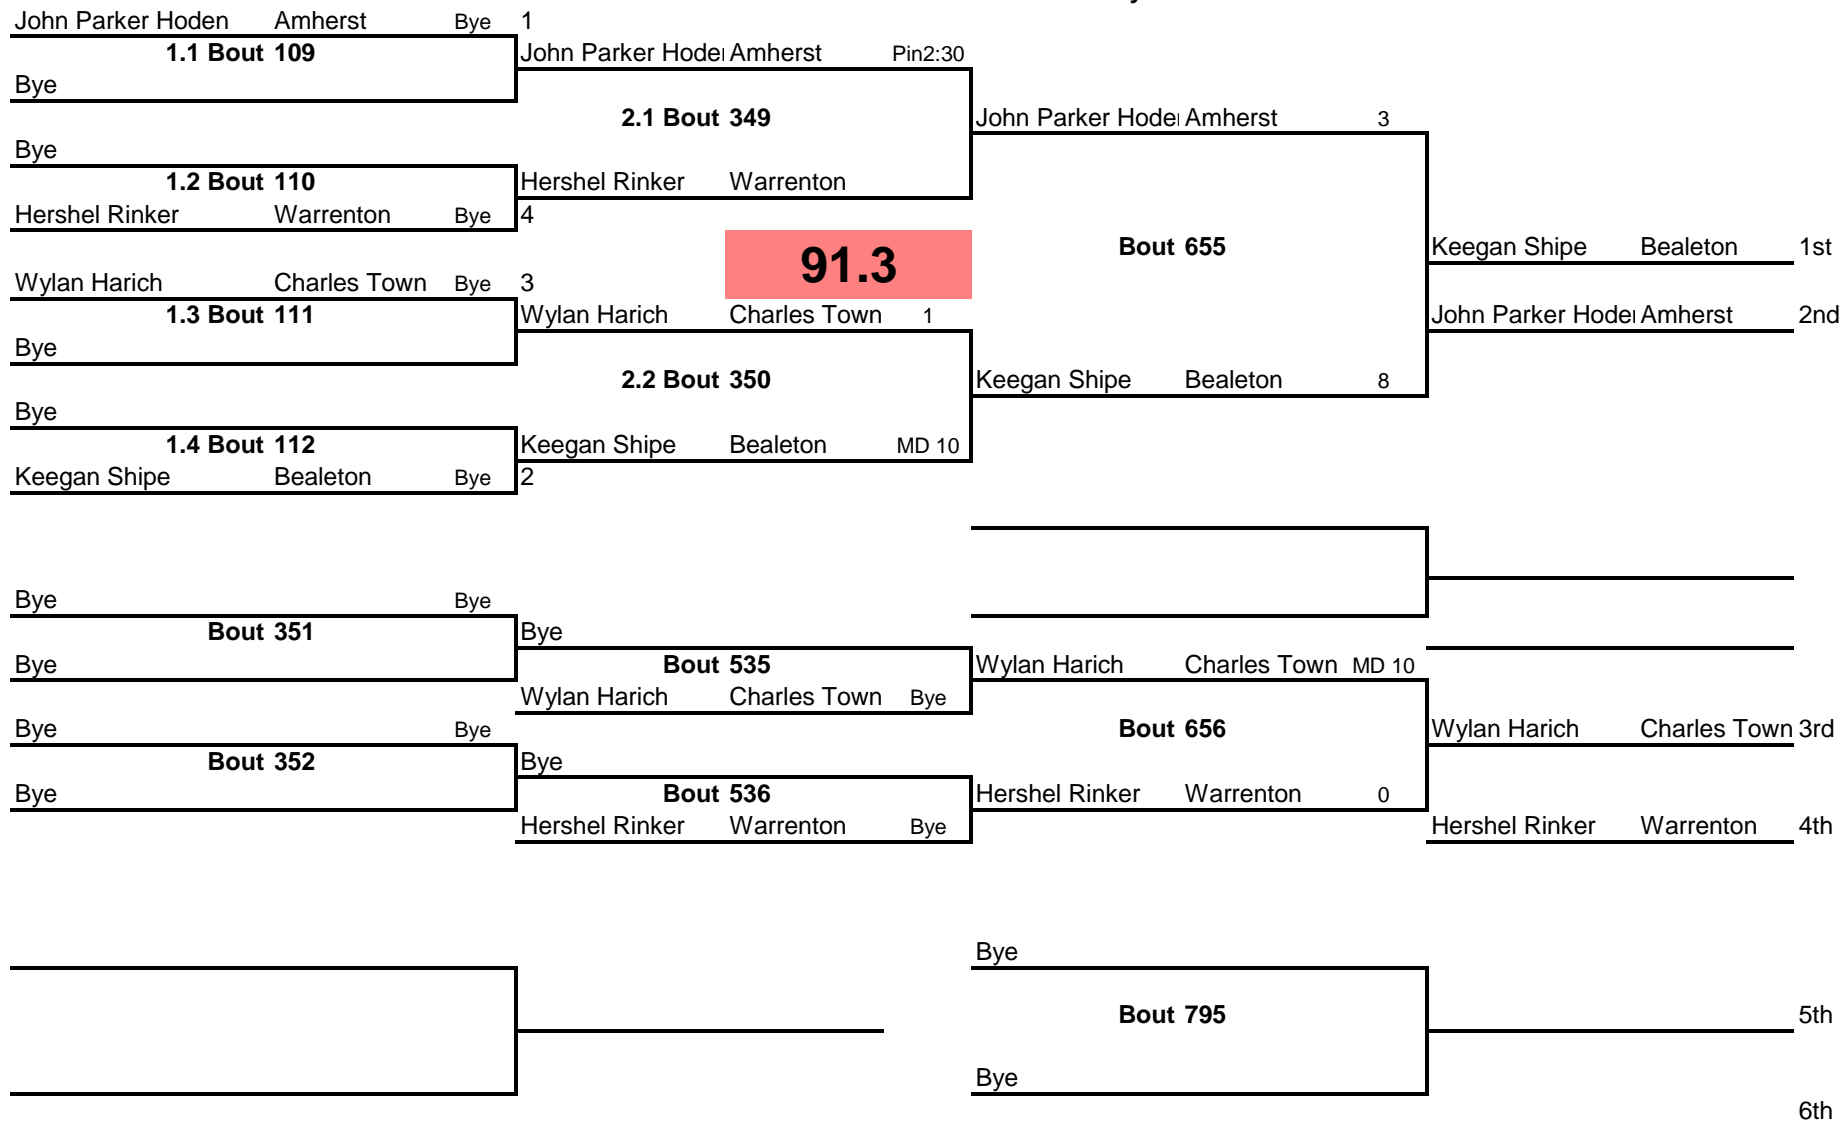 John Parker Hoden Amherst Bye 1
1.1 Bout 109 John Parker Hode Amherst Pin2:30
Bye
2.1 Bout 349 John Parker Hode Amherst 3
Bye
1.2 Bout 110 Hershel Rinker Warrenton
Hershel Rinker Warrenton Bye 4
91.3 Bout 655 Keegan Shipe Bealeton 1st
Wylan Harich Charles Town Bye 3
1.3 Bout 111 Wylan Harich Charles Town 1 John Parker Hode Amherst 2nd
Bye
2.2 Bout 350 Keegan Shipe Bealeton 8
Bye
1.4 Bout 112 Keegan Shipe Bealeton MD 10
Keegan Shipe Bealeton Bye 2
Bye Bye
Bout 351 Bye
Bye Bout 535 Wylan Harich Charles Town MD 10
Wylan Harich Charles Town Bye
Bye Bye Bout 656 Wylan Harich Charles Town 3rd
Bout 352 Bye
Bye Bout 536 Hershel Rinker Warrenton 0
Hershel Rinker Warrenton Bye Hershel Rinker Warrenton 4th
Bye
Bout 795 5th
Bye
6th